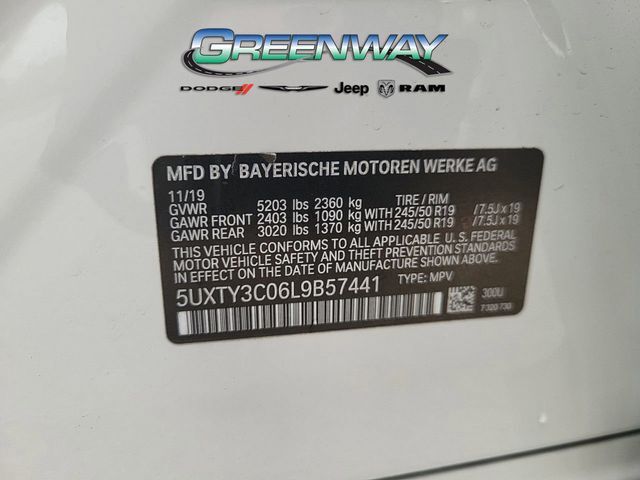 GREENWAY
DODGE Jeep RAM
MFD BY BAYERISCHE MOTOREN WERKE AG
11/19
GVWR 5203 lbs 2360 kg TIRE / RIM
GAWR FRONT 2403 lbs 1090 kg WITH 245/50 R19 / 7.5J x 19
GAWR REAR 3020 lbs 1370 kg WITH 245/50 R19 / 7.5J x 19
THIS VEHICLE CONFORMS TO ALL APPLICABLE U.S. FEDERAL
MOTOR VEHICLE SAFETY AND THEFT PREVENTION STANDARDS
IN EFFECT ON THE DATE OF MANUFACTURE SHOWN ABOVE.
5UXTY3C06L9B57441 TYPE: MPV
300U
7 320 730